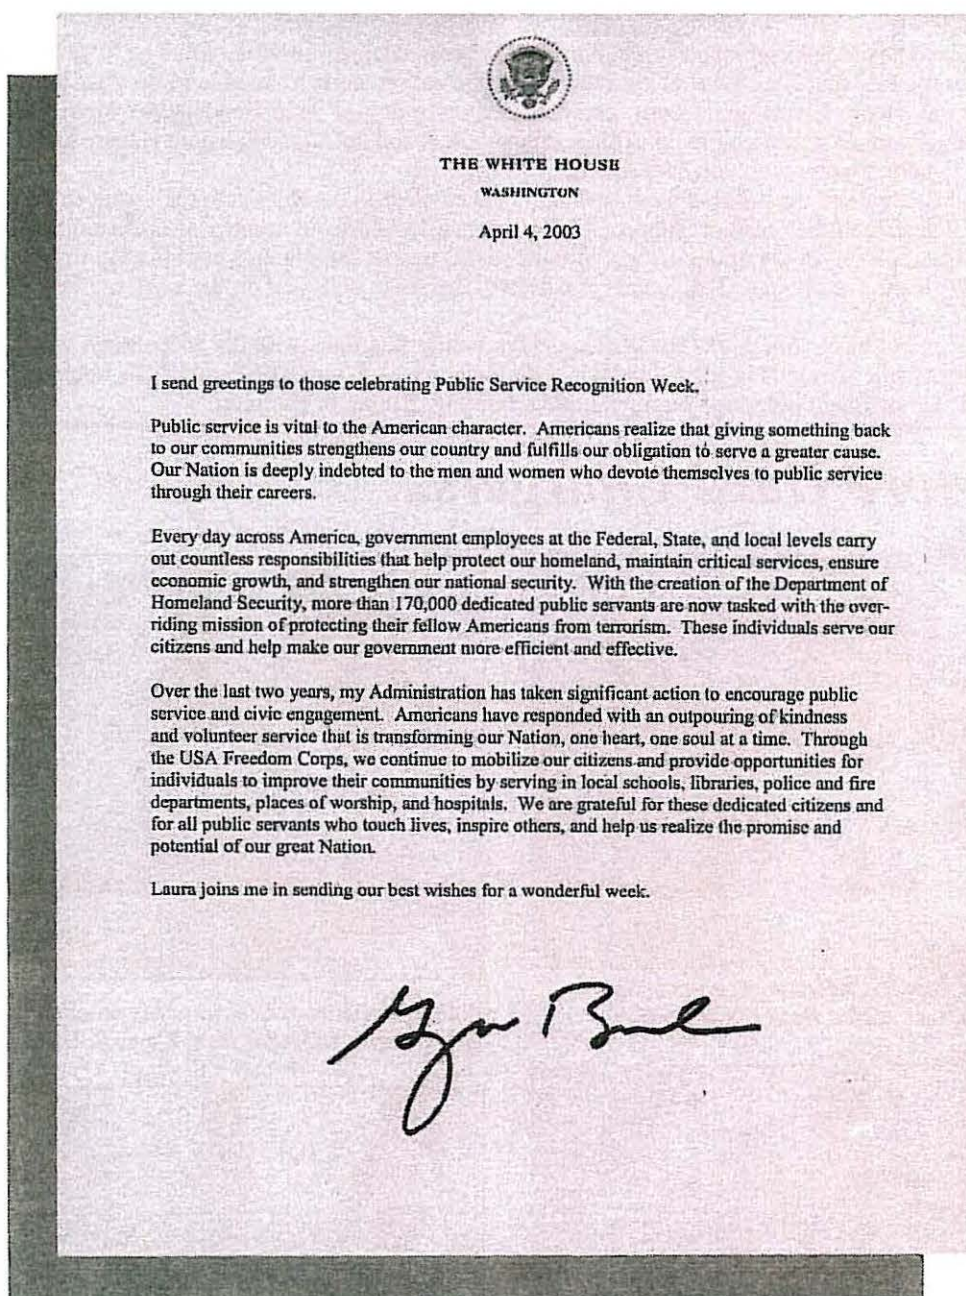 THE WHITE HOUSE
WASHINGTON
April 4, 2003
I send greetings to those celebrating Public Service Recognition Week.
Public service is vital to the American character. Americans realize that giving something back
to our communities strengthens our country and fulfills our obligation to serve a greater cause.
Our Nation is deeply indebted to the men and women who devote themselves to public service
through their careers.
Every day across America, government employees at the Federal, State, and local levels carry
out countless responsibilities that help protect our homeland, maintain critical services, ensure
economic growth, and strengthen our national security. With the creation of the Department of
Homeland Security, more than 170,000 dedicated public servants are now tasked with the over-
riding mission of protecting their fellow Americans from terrorism. These individuals serve our
citizens and help make our government more efficient and effective.
Over the last two years, my Administration has taken significant action to encourage public
service and civic engagement. Americans have responded with an outpouring of kindness
and volunteer service that is transforming our Nation, one heart, one soul at a time. Through
the USA Freedom Corps, we continue to mobilize our citizens and provide opportunities for
individuals to improve their communities by serving in local schools, libraries, police and fire
departments, places of worship, and hospitals. We are grateful for these dedicated citizens and
for all public servants who touch lives, inspire others, and help us realize the promise and
potential of our great Nation.
Laura joins me in sending our best wishes for a wonderful week.